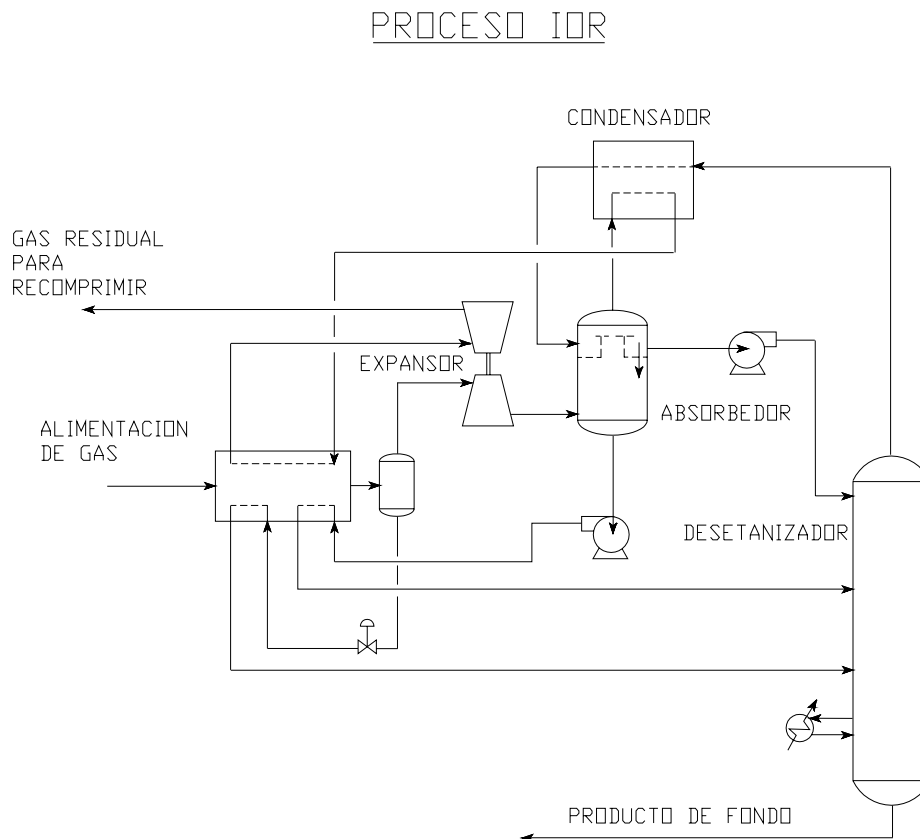 PROCESO IOR
CONDENSADOR
GAS RESIDUAL
PARA
RECOMPRIMIR
EXPANSOR
ABSORBEDOR
ALIMENTACION
DE GAS
DESETANIZADOR
PRODUCTO DE FONDO